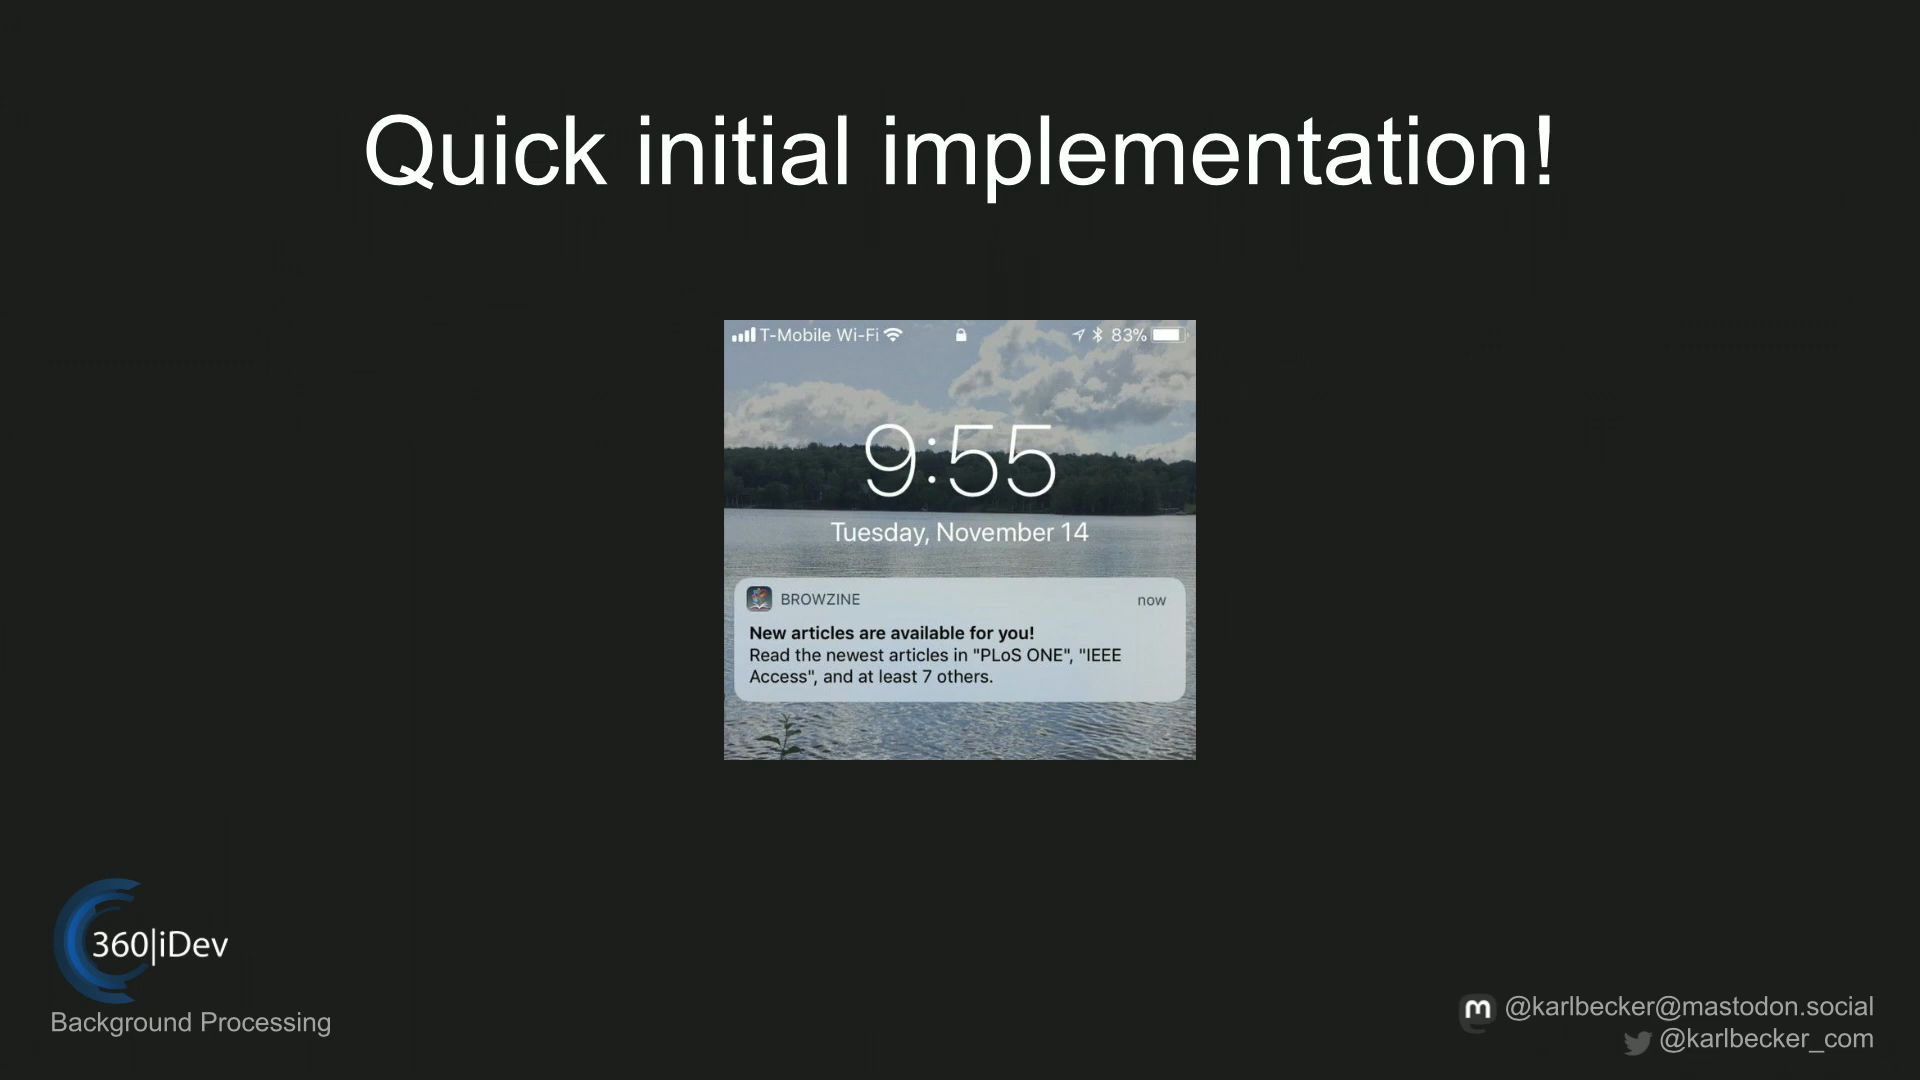 Quick initial implementation!
T-Mobile Wi-Fi 83%
9:55
Tuesday, November 14
BROWZINE now
New articles are available for you!
Read the newest articles in "PLoS ONE", "IEEE
Access", and at least 7 others.
360|iDev
Background Processing
@karlbecker@mastodon.social
@karlbecker_com